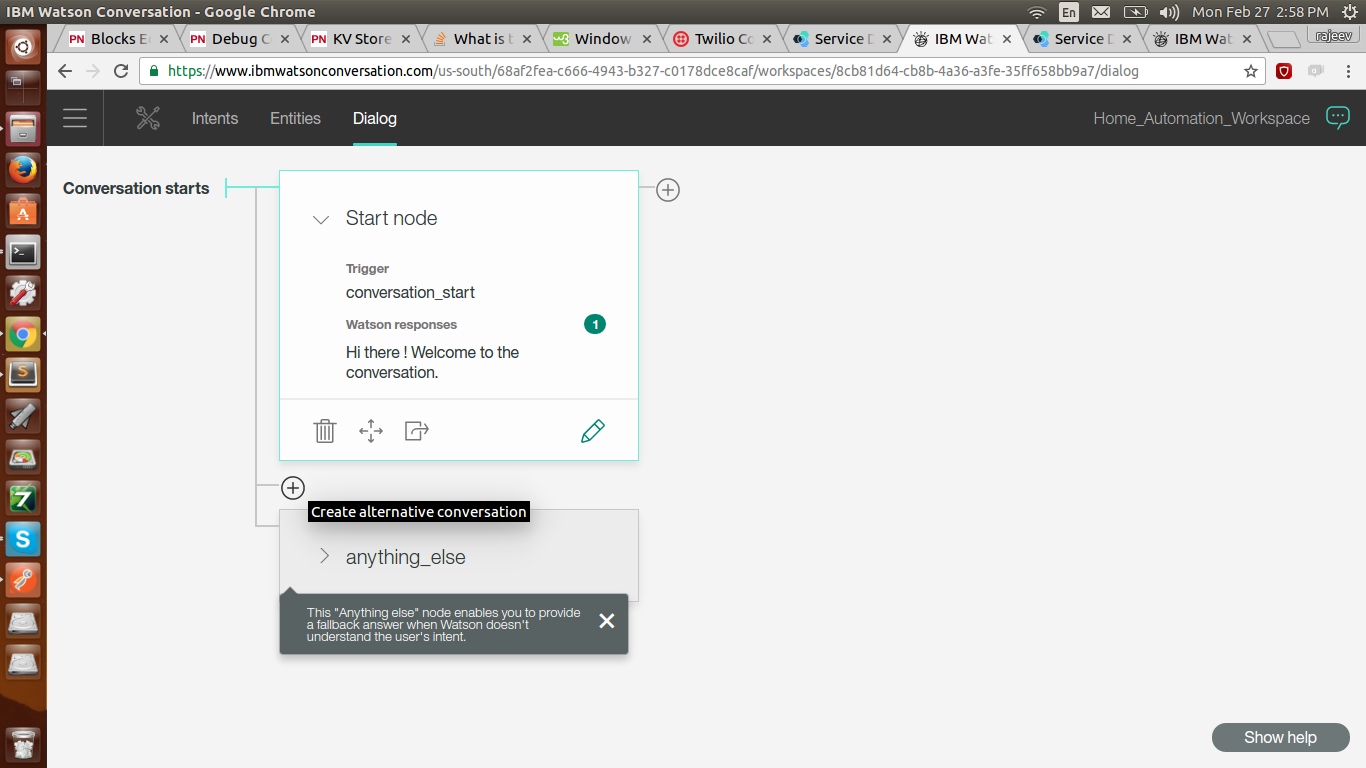 IBM Watson Conversation - Google Chrome
En
Mon Feb 27 2:58 PM
PN Blocks E
PN Debug C
PN KV Store
What is t
w3 Window
Twilio Co
Service D
IBM Wat
Service D
IBM Wat
rajeev
https://www.ibmwatsonconversation.com/us-south/68af2fea-c666-4943-b327-c0178dce8caf/workspaces/8cb81d64-cb8b-4a36-a3fe-35ff658bb9a7/dialog
Intents
Entities
Dialog
Home_Automation_Workspace
Conversation starts
Start node
Trigger
conversation_start
Watson responses
1
Hi there ! Welcome to the
conversation.
Create alternative conversation
anything_else
This "Anything else" node enables you to provide
a fallback answer when Watson doesn't
understand the user's intent.
Show help